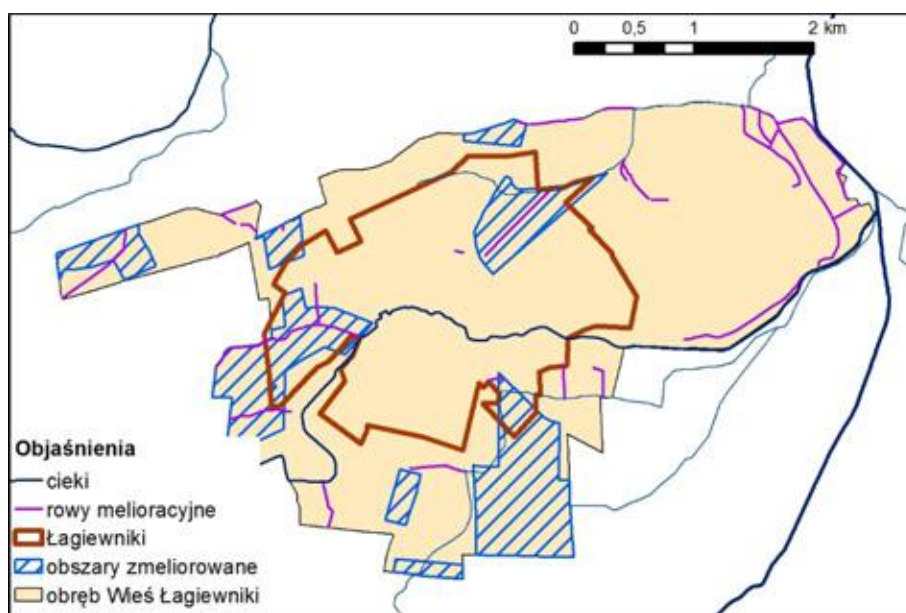 0 0,5 1 2 km
Objaśnienia
cieki
rowy melioracyjne
Łagiewniki
obszary zmeliorowane
obręb Wieś Łagiewniki